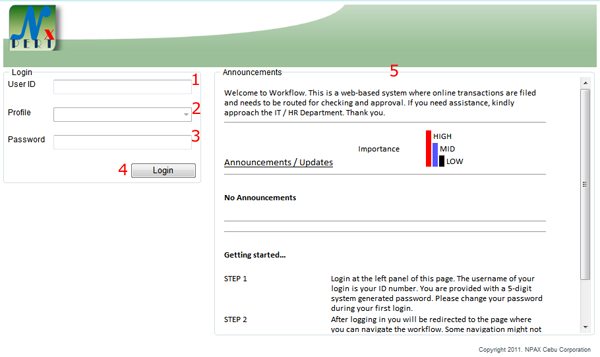 Nx
PERT
Login
User ID
1
Profile
2
Password
3
4
Login
Announcements
5
Welcome to Workflow. This is a web-based system where online transactions are filed
and needs to be routed for checking and approval. If you need assistance, kindly
approach the IT / HR Department. Thank you.
Importance
HIGH
MID
LOW
Announcements / Updates
No Announcements
Getting started...
STEP 1
Login at the left panel of this page. The username of your
login is your ID number. You are provided with a 5-digit
system generated password. Please change your password
during your first login.
STEP 2
After logging in you will be redirected to the page where
you can navigate the workflow. Some navigation might not
Copyright 2011. NPAX Cebu Corporation